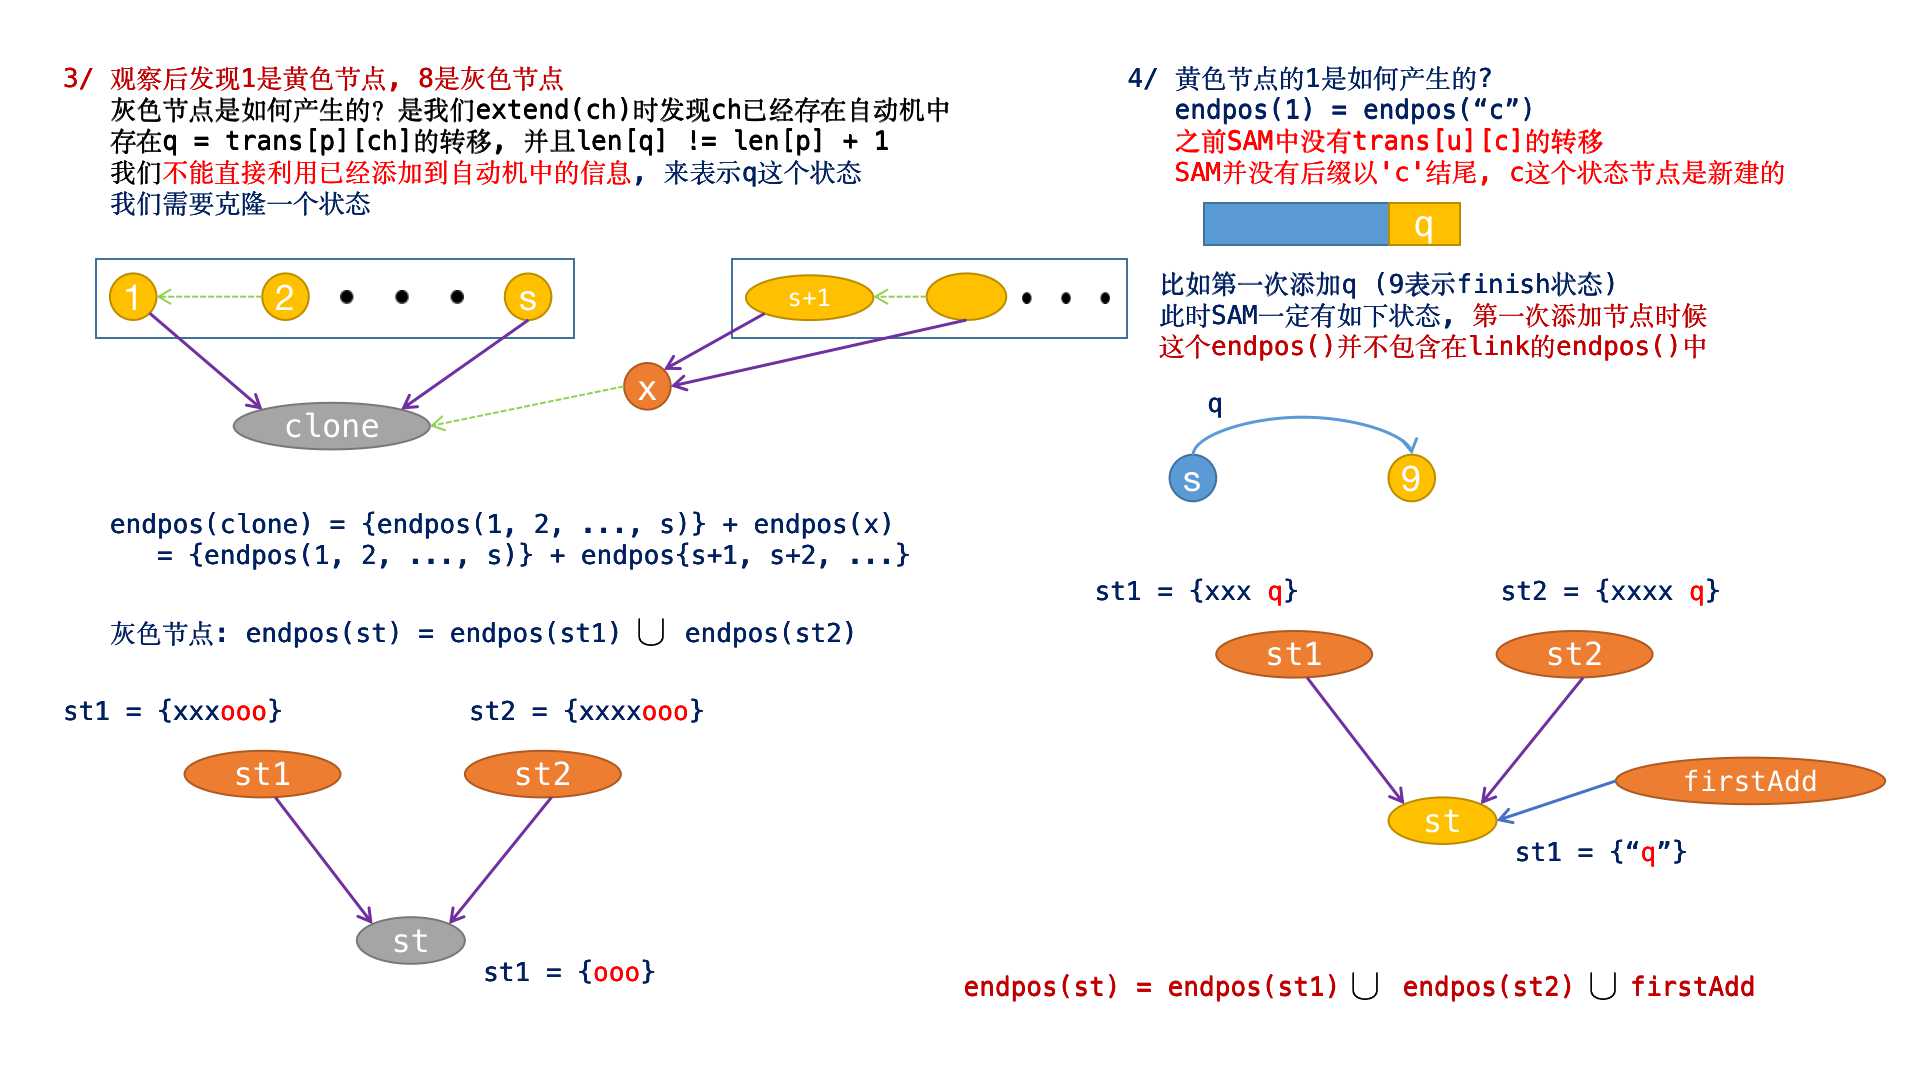 3/ 观察后发现1是黄色节点, 8是灰色节点
灰色节点是如何产生的? 是我们extend(ch)时发现ch已经存在自动机中
存在q = trans[p][ch]的转移, 并且len[q] != len[p] + 1
我们不能直接利用已经添加到自动机中的信息, 来表示q这个状态
我们需要克隆一个状态
1
2
s
s+1
x
clone
endpos(clone) = {endpos(1, 2, ..., s)} + endpos(x)
= {endpos(1, 2, ..., s)} + endpos{s+1, s+2, ...}
灰色节点: endpos(st) = endpos(st1) ⋃ endpos(st2)
st1 = {xxxooo}
st2 = {xxxxooo}
st1
st2
st
st1 = {ooo}
4/ 黄色节点的1是如何产生的?
endpos(1) = endpos(“c”)
之前SAM中没有trans[u][c]的转移
SAM并没有后缀以'c'结尾, c这个状态节点是新建的
q
比如第一次添加q (9表示finish状态)
此时SAM一定有如下状态, 第一次添加节点时候
这个endpos()并不包含在link的endpos()中
q
s
9
st1 = {xxx q}
st2 = {xxxx q}
st1
st2
firstAdd
st
st1 = {“q”}
endpos(st) = endpos(st1) ⋃ endpos(st2) ⋃ firstAdd